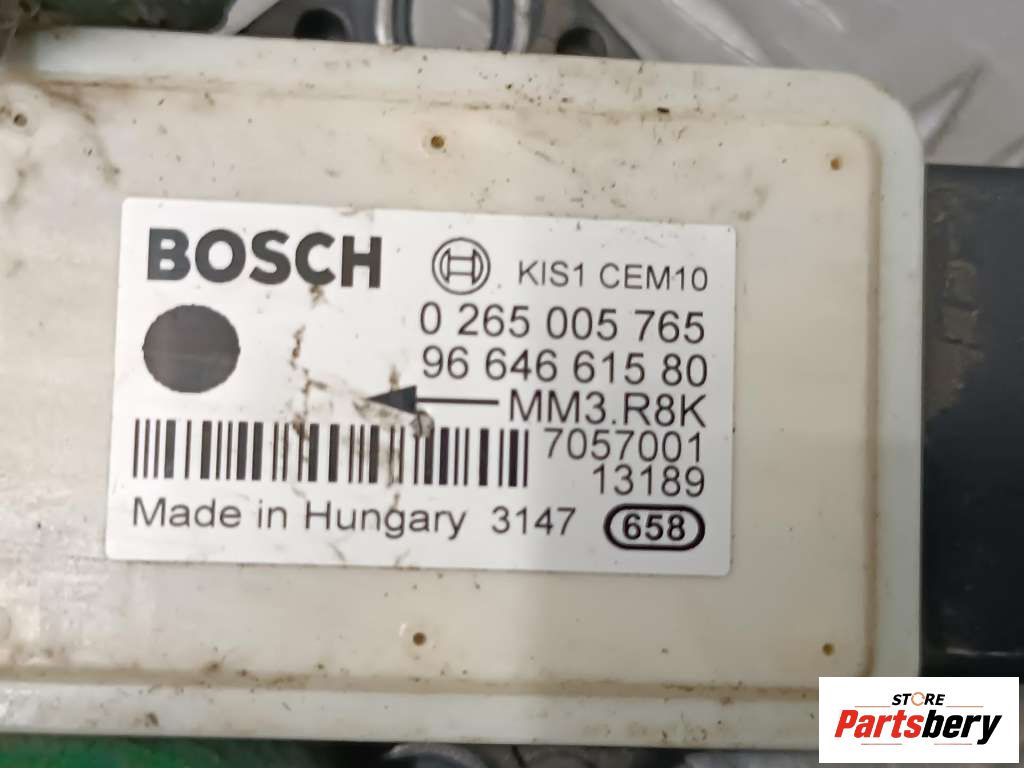 BOSCH KIS1 CEM10
0 265 005 765
96 646 615 80
MM3.R8K
7057001
13189
Made in Hungary 3147 658
STORE
Partsbery